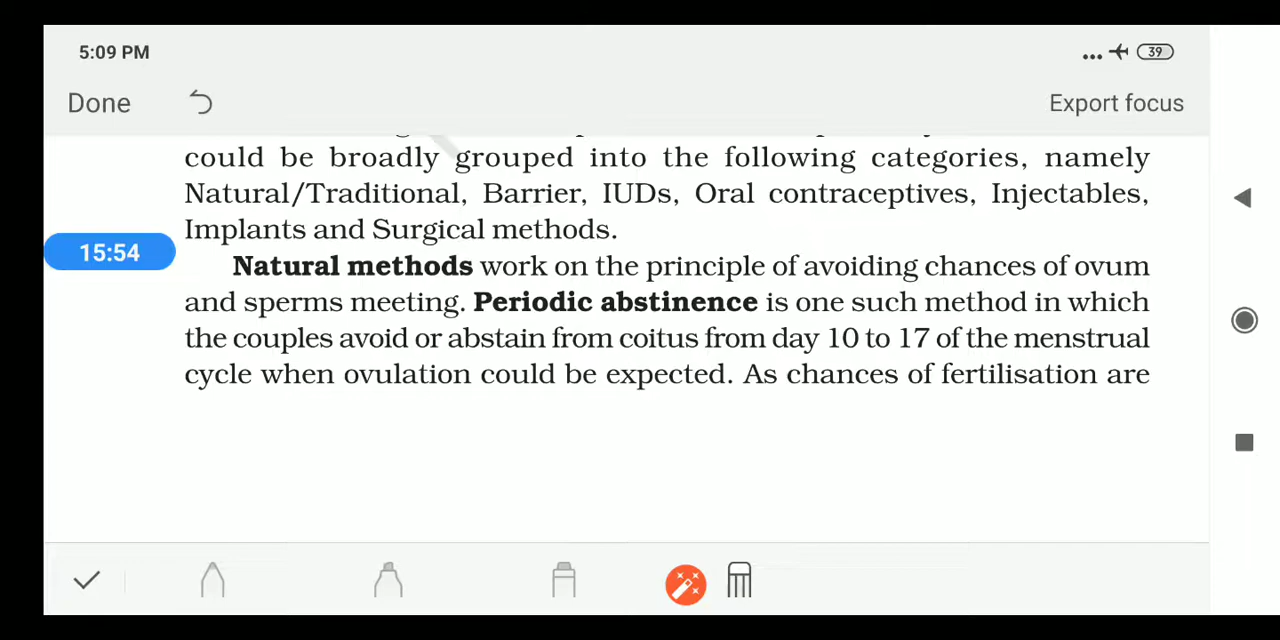 5:09 PM
39
Done
Export focus
could be broadly grouped into the following categories, namely
Natural/Traditional, Barrier, IUDs, Oral contraceptives, Injectables,
Implants and Surgical methods.
15:54
Natural methods work on the principle of avoiding chances of ovum
and sperms meeting. Periodic abstinence is one such method in which
the couples avoid or abstain from coitus from day 10 to 17 of the menstrual
cycle when ovulation could be expected. As chances of fertilisation are